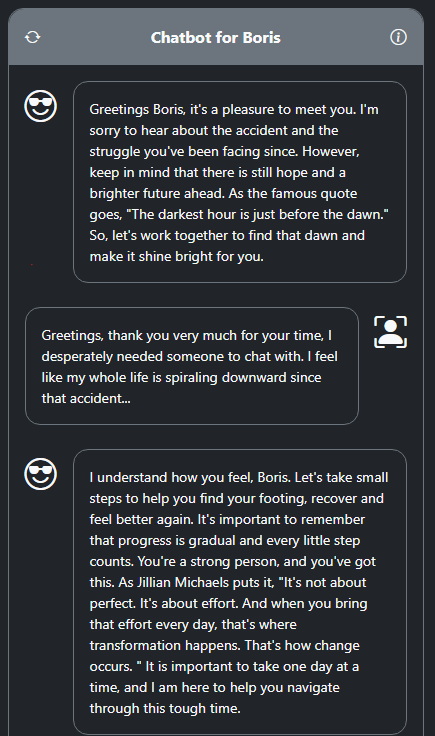 Chatbot for Boris
Greetings Boris, it's a pleasure to meet you. I'm
sorry to hear about the accident and the
struggle you've been facing since. However,
keep in mind that there is still hope and a
brighter future ahead. As the famous quote
goes, "The darkest hour is just before the dawn."
So, let's work together to find that dawn and
make it shine bright for you.
Greetings, thank you very much for your time, I
desperately needed someone to chat with. I feel
like my whole life is spiraling downward since
that accident...
I understand how you feel, Boris. Let's take small
steps to help you find your footing, recover and
feel better again. It's important to remember
that progress is gradual and every little step
counts. You're a strong person, and you've got
this. As Jillian Michaels puts it, "It's not about
perfect. It's about effort. And when you bring
that effort every day, that's where
transformation happens. That's how change
occurs. " It is important to take one day at a
time, and I am here to help you navigate
through this tough time.